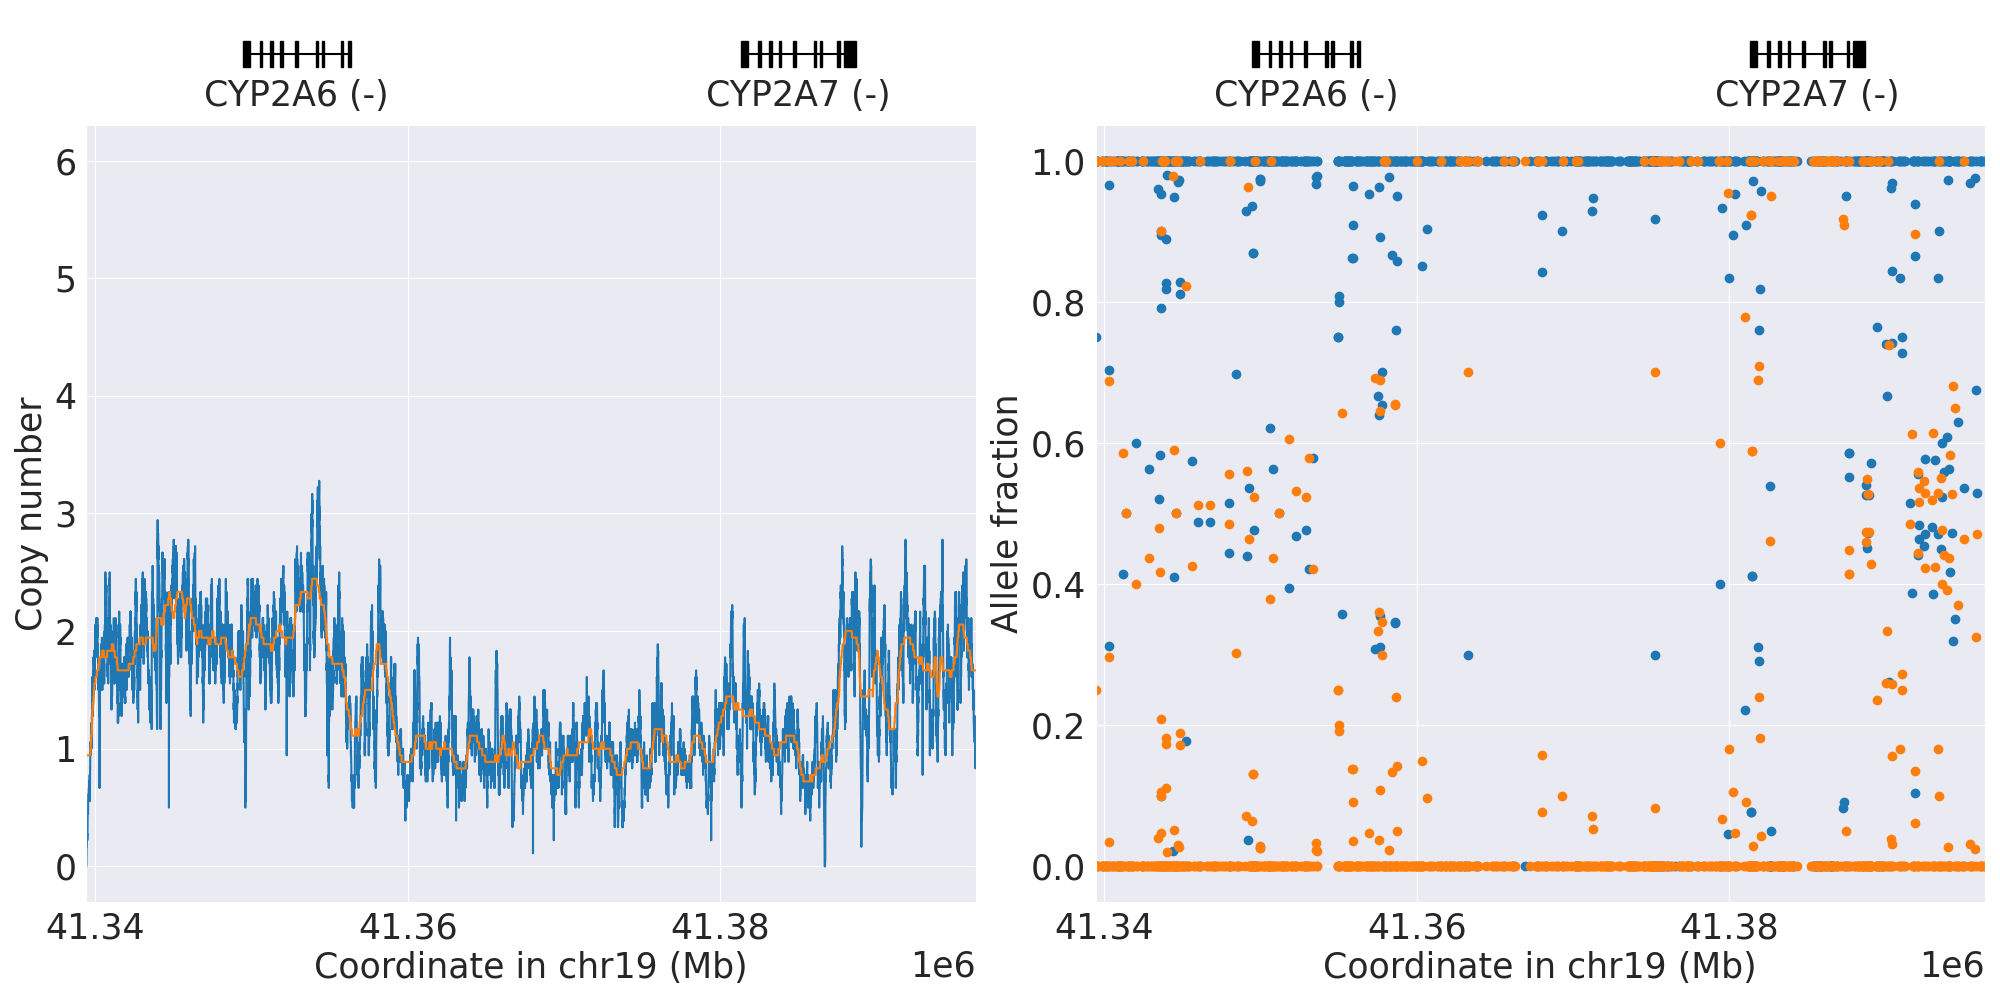 CYP2A6 (-)
CYP2A7 (-)
6
5
4
3
2
1
0
Copy number
41.34
41.36
41.38
Coordinate in chr19 (Mb)
1e6
CYP2A6 (-)
CYP2A7 (-)
1.0
0.8
0.6
0.4
0.2
0.0
Allele fraction
41.34
41.36
41.38
Coordinate in chr19 (Mb)
1e6